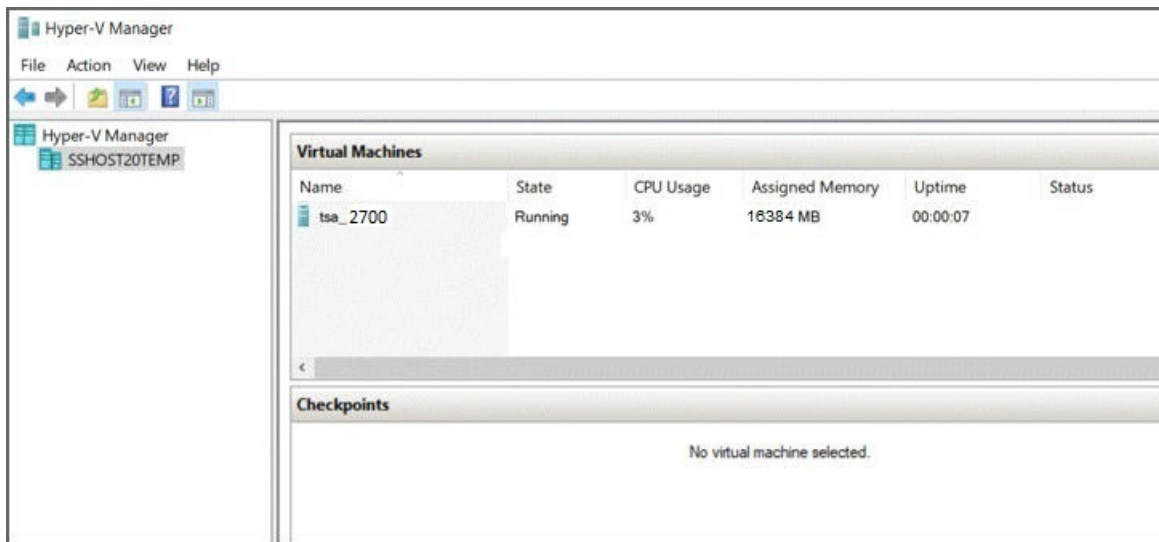 Hyper-V Manager
File Action View Help
Hyper-V Manager
SSHOST20TEMP
Virtual Machines
Name State CPU Usage Assigned Memory Uptime Status
tsa_2700 Running 3% 16384 MB 00:00:07
Checkpoints
No virtual machine selected.